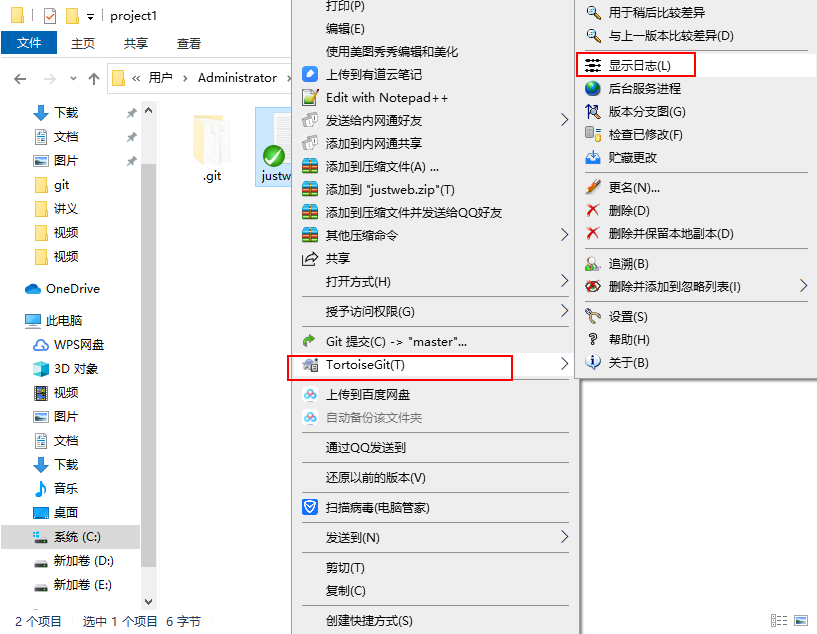 project1
文件 主页 共享 查看
« 用户 › Administrator ›
下载
文档
图片
git
讲义
视频
视频
OneDrive
此电脑
WPS网盘
3D 对象
视频
图片
文档
下载
音乐
桌面
系统 (C:)
新加卷 (D:)
新加卷 (E:)
.git
justw
2 个项目 选中 1 个项目 6 字节
打印(P)
编辑(E)
使用美图秀秀编辑和美化
上传到有道云笔记
Edit with Notepad++
发送给内网通好友
添加到内网通共享
添加到压缩文件(A) ...
添加到 "justweb.zip"(T)
添加到压缩文件并发送给QQ好友
其他压缩命令
共享
打开方式(H)
授予访问权限(G)
Git 提交(C) -> "master"...
TortoiseGit(T)
上传到百度网盘
自动备份该文件夹
通过QQ发送到
还原以前的版本(V)
扫描病毒(电脑管家)
发送到(N)
剪切(T)
复制(C)
创建快捷方式(S)
用于稍后比较差异
与上一版本比较差异(D)
显示日志(L)
后台服务进程
版本分支图(G)
检查已修改(F)
贮藏更改
更名(N)...
删除(D)
删除并保留本地副本(D)
追溯(B)
删除并添加到忽略列表(I)
设置(S)
帮助(H)
关于(B)